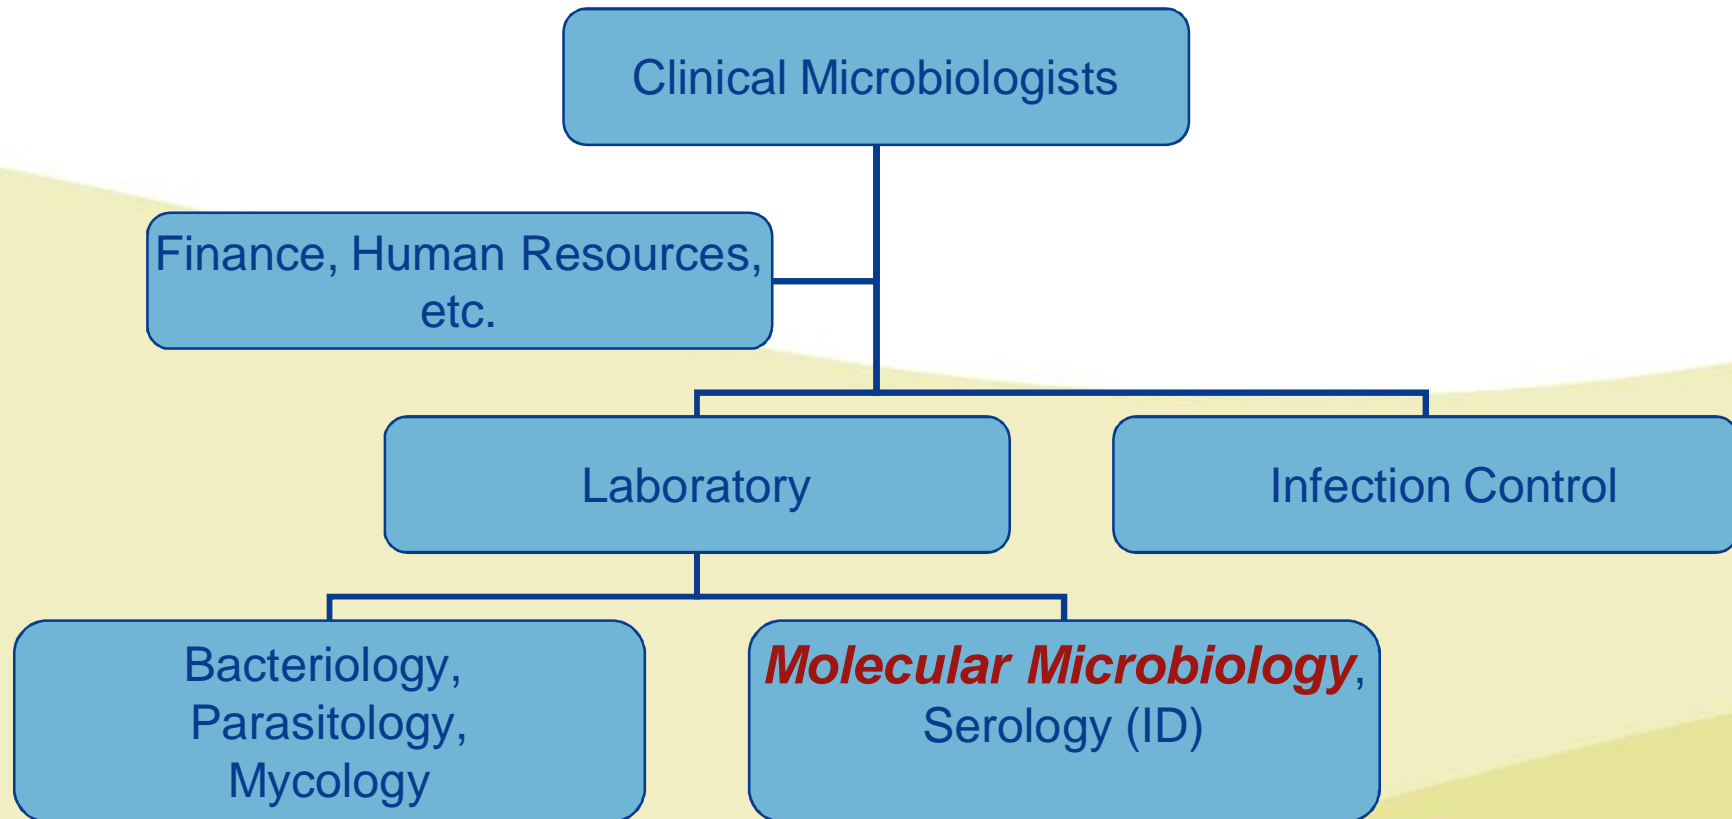 Clinical Microbiologists
Finance, Human Resources,
etc.
Laboratory
Infection Control
Bacteriology,
Parasitology,
Mycology
Molecular Microbiology,
Serology (ID)